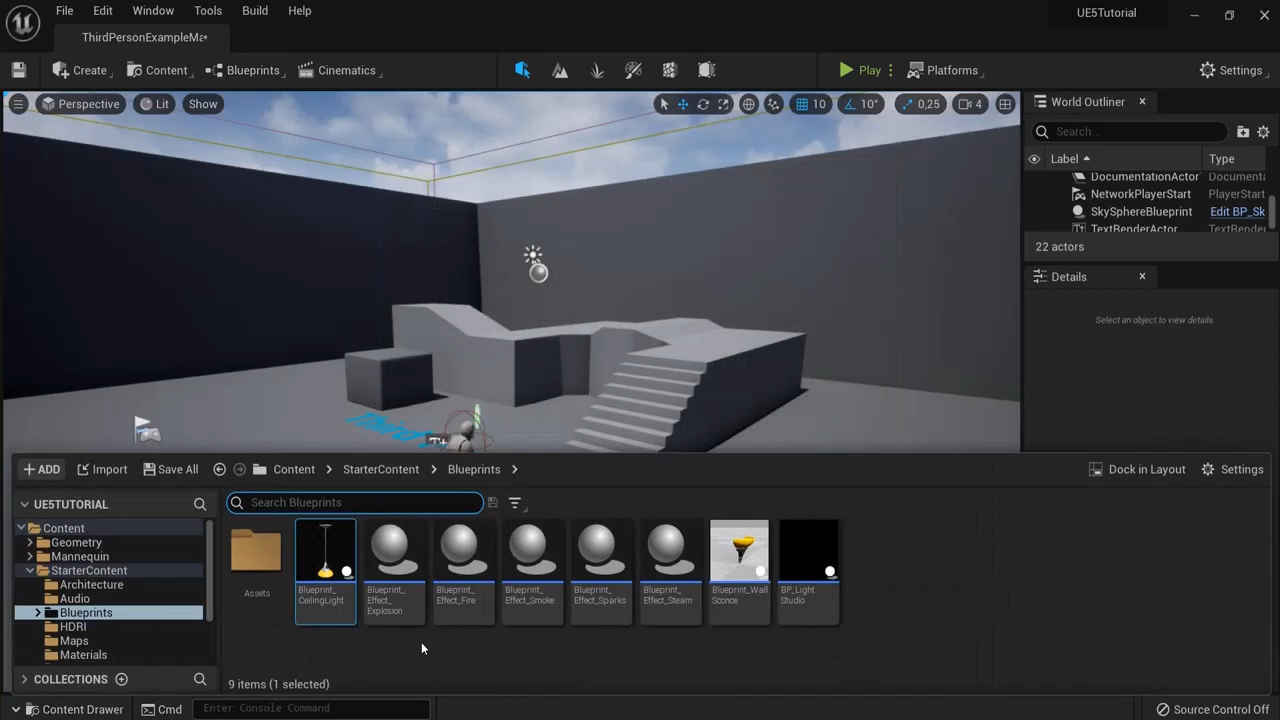 File Edit Window Tools Build Help
UE5Tutorial
ThirdPersonExampleMa•
Create Content Blueprints Cinematics Play Platforms Settings
Perspective Lit Show
10 10° 0,25 4
World Outliner
Search...
Label Type
DocumentationActor Documenta
NetworkPlayerStart PlayerStart
SkySphereBlueprint Edit BP_Sk
TextRenderActor TextRender
22 actors
Details
Select an object to view details.
Third
ADD Import Save All Content StarterContent Blueprints Dock in Layout Settings
UE5TUTORIAL
Search Blueprints
Content
Geometry
Mannequin
StarterContent
Architecture
Audio
Blueprints
HDRI
Maps
Materials
COLLECTIONS
Assets
Blueprint_
CeilingLight
Blueprint_
Effect_
Explosion
Blueprint_
Effect_Fire
Blueprint_
Effect_Smoke
Blueprint_
Effect_Sparks
Blueprint_
Effect_Steam
Blueprint_Wall
Sconce
BP_Light
Studio
9 items (1 selected)
Content Drawer Cmd Enter Console Command Source Control Off